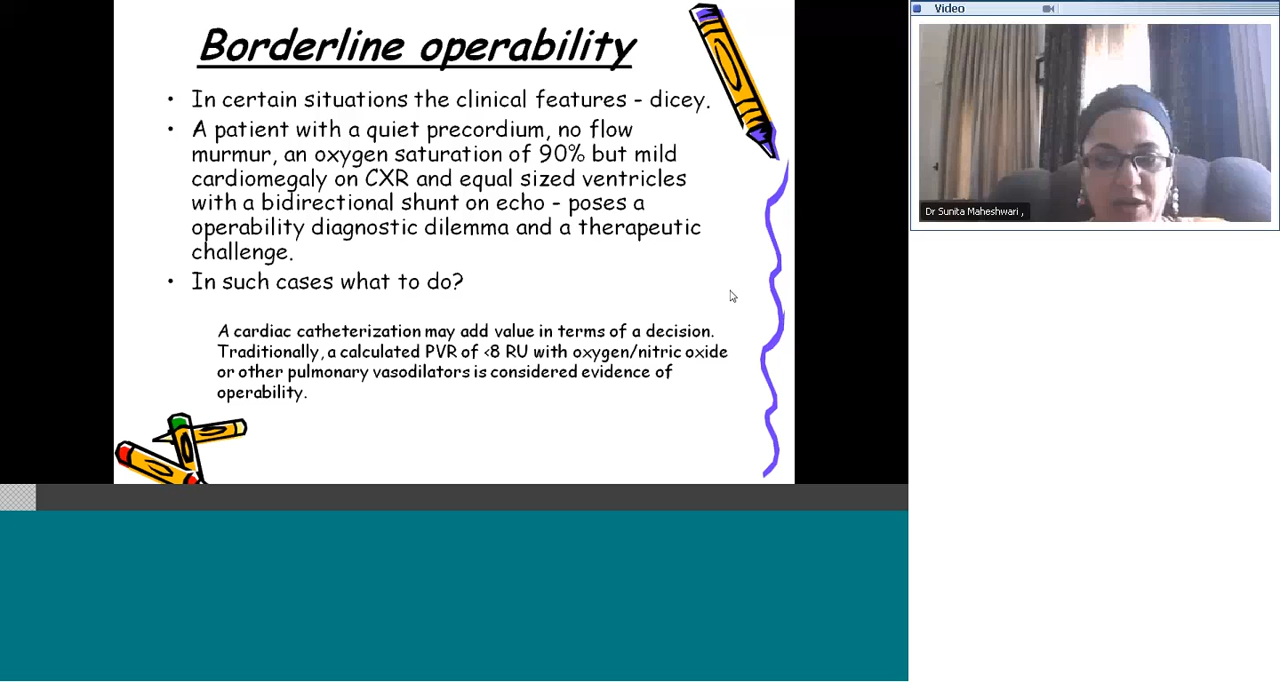 Borderline operability
• In certain situations the clinical features - dicey.
• A patient with a quiet precordium, no flow
murmur, an oxygen saturation of 90% but mild
cardiomegaly on CXR and equal sized ventricles
with a bidirectional shunt on echo - poses a
operability diagnostic dilemma and a therapeutic
challenge.
• In such cases what to do?
A cardiac catheterization may add value in terms of a decision.
Traditionally, a calculated PVR of <8 RU with oxygen/nitric oxide
or other pulmonary vasodilators is considered evidence of
operability.
Video
Dr Sunita Maheshwari ,